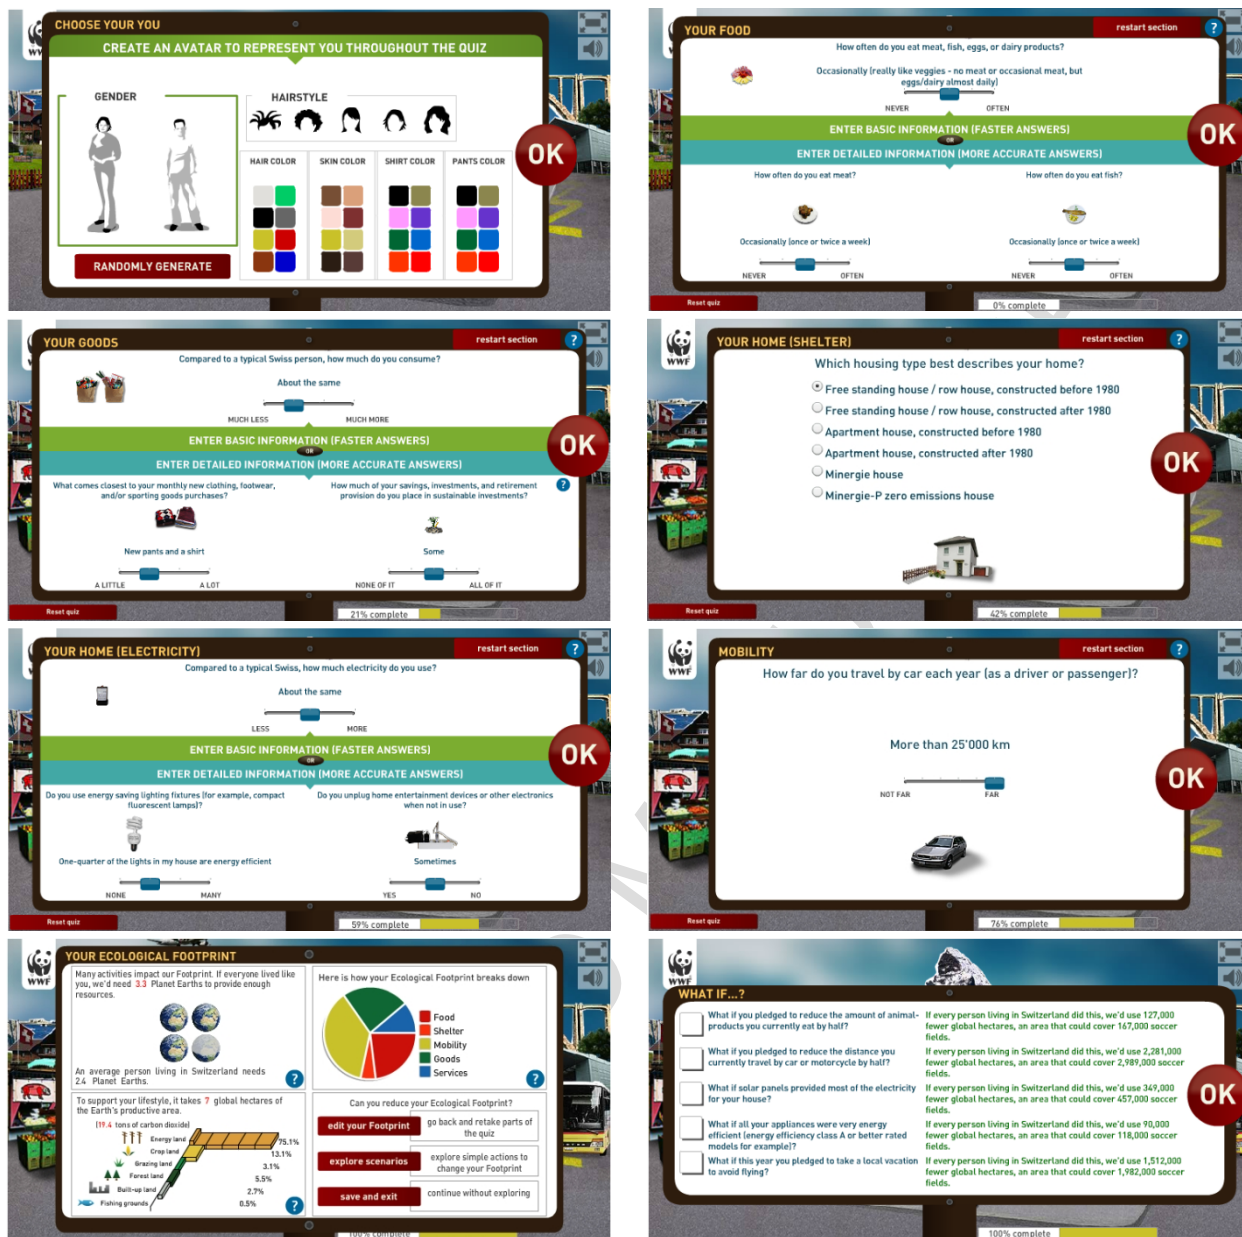 CHOOSE YOUR YOU
CREATE AN AVATAR TO REPRESENT YOU THROUGHOUT THE QUIZ
GENDER
HAIRSTYLE
HAIR COLOR
SKIN COLOR
SHIRT COLOR
PANTS COLOR
RANDOMLY GENERATE
OK
YOUR FOOD
restart section
?
How often do you eat meat, fish, eggs, or dairy products?
Occasionally (really like veggies - no meat or occasional meat, but
eggs/dairy almost daily)
NEVER
OFTEN
ENTER BASIC INFORMATION (FASTER ANSWERS)
OR
ENTER DETAILED INFORMATION (MORE ACCURATE ANSWERS)
How often do you eat meat?
How often do you eat fish?
Occasionally (once or twice a week)
Occasionally (once or twice a week)
NEVER
OFTEN
NEVER
OFTEN
OK
Reset quiz
0% complete
YOUR GOODS
restart section
?
Compared to a typical Swiss person, how much do you consume?
About the same
MUCH LESS
MUCH MORE
ENTER BASIC INFORMATION (FASTER ANSWERS)
OR
ENTER DETAILED INFORMATION (MORE ACCURATE ANSWERS)
What comes closest to your monthly new clothing, footwear,
and/or sporting goods purchases?
How much of your savings, investments, and retirement
provision do you place in sustainable investments?
?
New pants and a shirt
Some
A LITTLE
A LOT
NONE OF IT
ALL OF IT
OK
Reset quiz
21% complete
WWF
YOUR HOME (SHELTER)
restart section
?
Which housing type best describes your home?
Free standing house / row house, constructed before 1980
Free standing house / row house, constructed after 1980
Apartment house, constructed before 1980
Apartment house, constructed after 1980
Minergie house
Minergie-P zero emissions house
OK
Reset quiz
42% complete
YOUR HOME (ELECTRICITY)
restart section
?
Compared to a typical Swiss, how much electricity do you use?
About the same
LESS
MORE
ENTER BASIC INFORMATION (FASTER ANSWERS)
OR
ENTER DETAILED INFORMATION (MORE ACCURATE ANSWERS)
Do you use energy saving lighting fixtures (for example, compact
fluorescent lamps)?
Do you unplug home entertainment devices or other electronics
when not in use?
One-quarter of the lights in my house are energy efficient
Sometimes
NONE
MANY
YES
NO
OK
Reset quiz
59% complete
WWF
MOBILITY
restart section
?
How far do you travel by car each year (as a driver or passenger)?
More than 25'000 km
NOT FAR
FAR
OK
Reset quiz
76% complete
WWF
YOUR ECOLOGICAL FOOTPRINT
Many activities impact our Footprint. If everyone lived like
you, we'd need 3.3 Planet Earths to provide enough
resources.
An average person living in Switzerland needs
2.4 Planet Earths.
?
Here is how your Ecological Footprint breaks down
Food
Shelter
Mobility
Goods
Services
?
To support your lifestyle, it takes 7 global hectares of
the Earth's productive area.
(19.4 tons of carbon dioxide)
Energy land
75.1%
Crop land
13.1%
Grazing land
3.1%
Forest land
5.5%
Built-up land
2.7%
Fishing grounds
0.5%
?
Can you reduce your Ecological Footprint?
edit your Footprint
go back and retake parts of
the quiz
explore scenarios
explore simple actions to
change your Footprint
save and exit
continue without exploring
100% complete
WWF
WHAT IF...?
What if you pledged to reduce the amount of animal-
products you currently eat by half?
If every person living in Switzerland did this, we'd use 127,000
fewer global hectares, an area that could cover 167,000 soccer
fields.
What if you pledged to reduce the distance you
currently travel by car or motorcycle by half?
If every person living in Switzerland did this, we'd use 2,281,000
fewer global hectares, an area that could cover 2,989,000 soccer
fields.
What if solar panels provided most of the electricity
for your house?
If every person living in Switzerland did this, we'd use 349,000
fewer global hectares, an area that could cover 457,000 soccer
fields.
What if all your appliances were very energy
efficient (energy efficiency class A or better rated
models for example)?
If every person living in Switzerland did this, we'd use 90,000
fewer global hectares, an area that could cover 118,000 soccer
fields.
What if this year you pledged to take a local vacation
to avoid flying?
If every person living in Switzerland did this, we'd use 1,512,000
fewer global hectares, an area that could cover 1,982,000 soccer
fields.
OK
100% complete